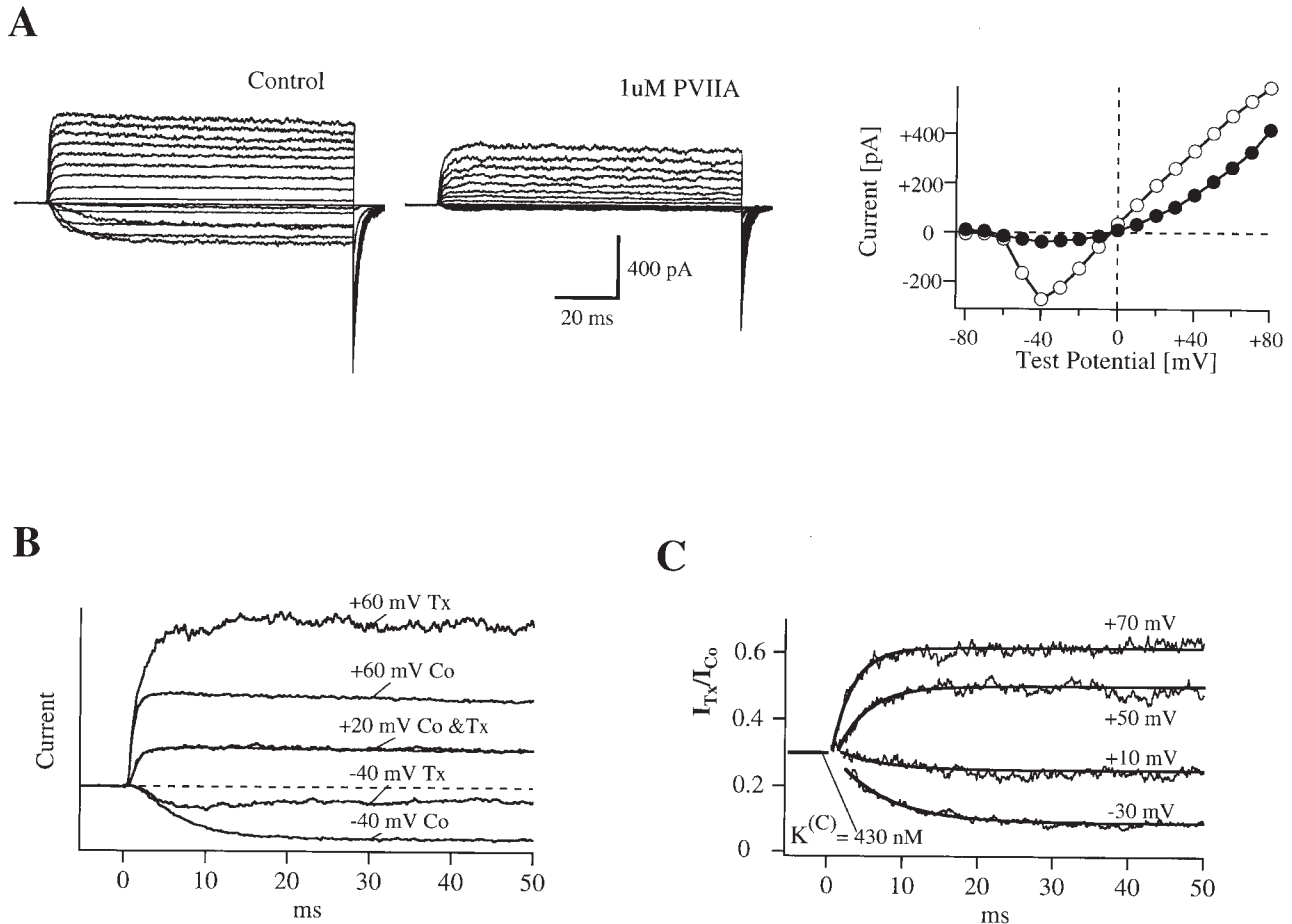 A
Control
1uM PVIIA
400 pA
20 ms
Current [pA]
+400
+200
0
-200
-80
-40
0
+40
+80
Test Potential [mV]
B
Current
+60 mV Tx
+60 mV Co
+20 mV Co &Tx
-40 mV Tx
-40 mV Co
0
10
20
30
40
50
ms
C
I_Tx/I_Co
0.6
0.4
0.2
0
+70 mV
+50 mV
+10 mV
-30 mV
K^(C) = 430 nM
0
10
20
30
40
50
ms